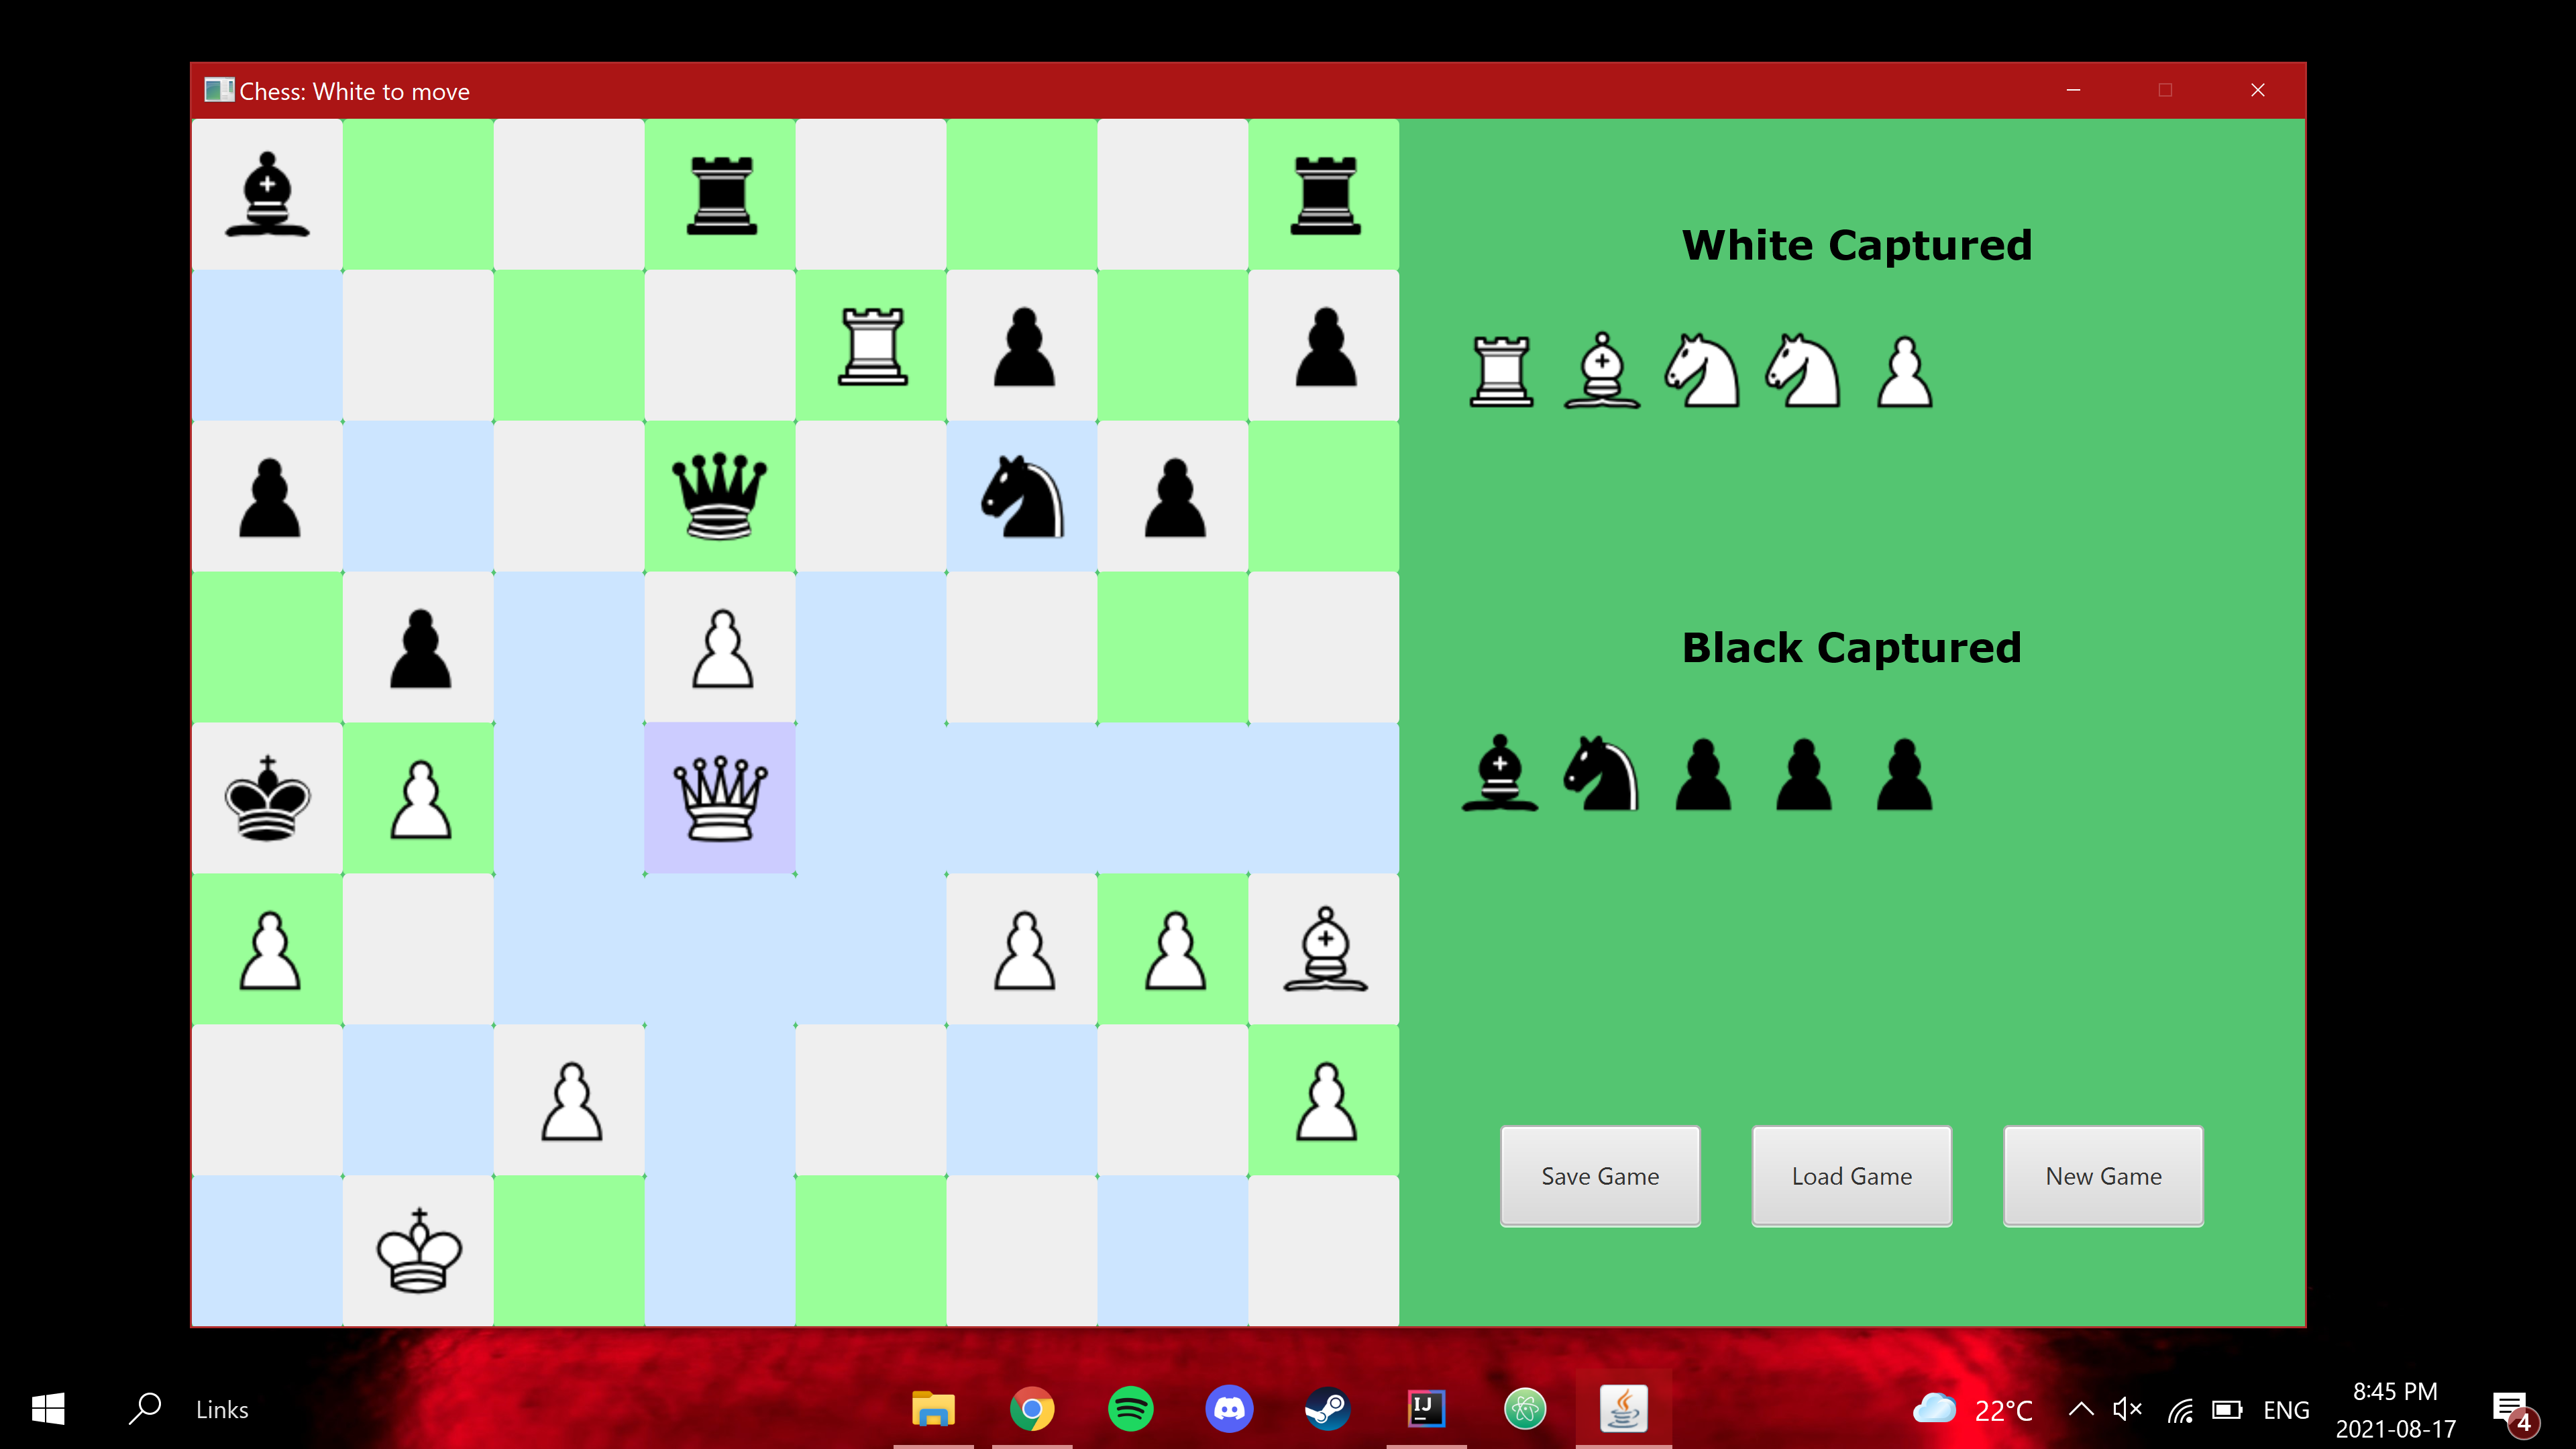 Chess: White to move
White Captured
Black Captured
Save Game
Load Game
New Game
Links
IJ
22°C
ENG
8:45 PM
2021-08-17
4